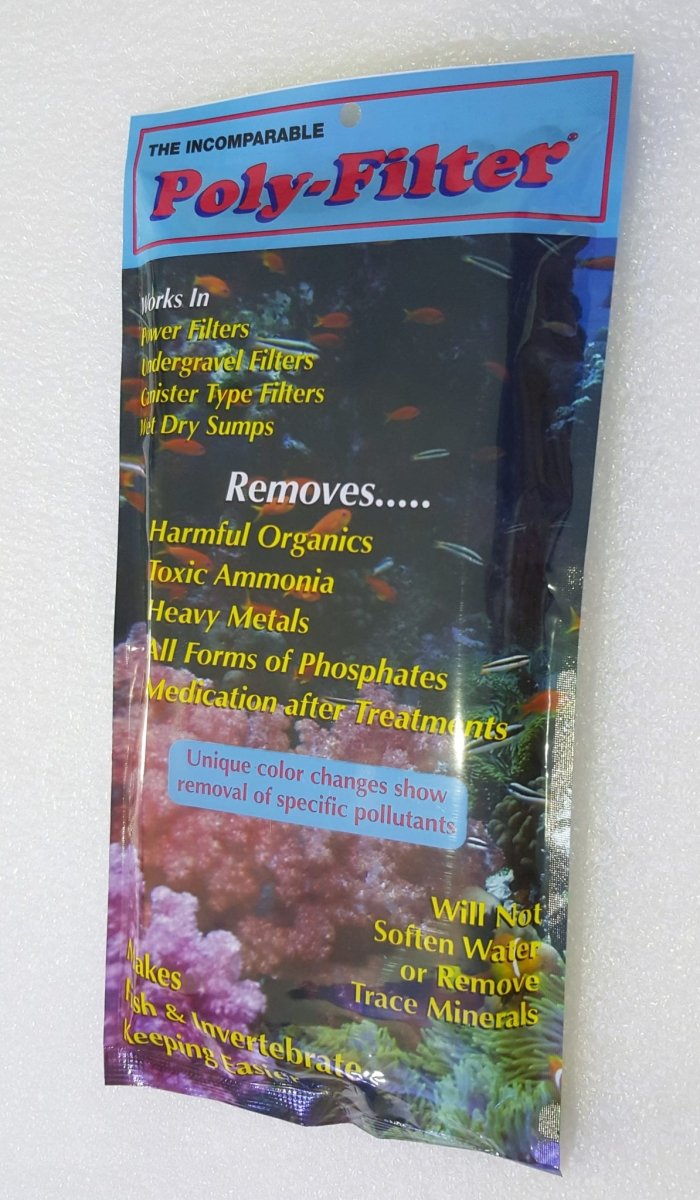 THE INCOMPARABLE
Poly-Filter®
Works In
Power Filters
Undergravel Filters
Canister Type Filters
Wet Dry Sumps
Removes.....
Harmful Organics
Toxic Ammonia
Heavy Metals
All Forms of Phosphates
Medication after Treatments
Unique color changes show
removal of specific pollutants
Will Not
Soften Water
or Remove
Trace Minerals
Makes
Fish & Invertebrate
Keeping Easier